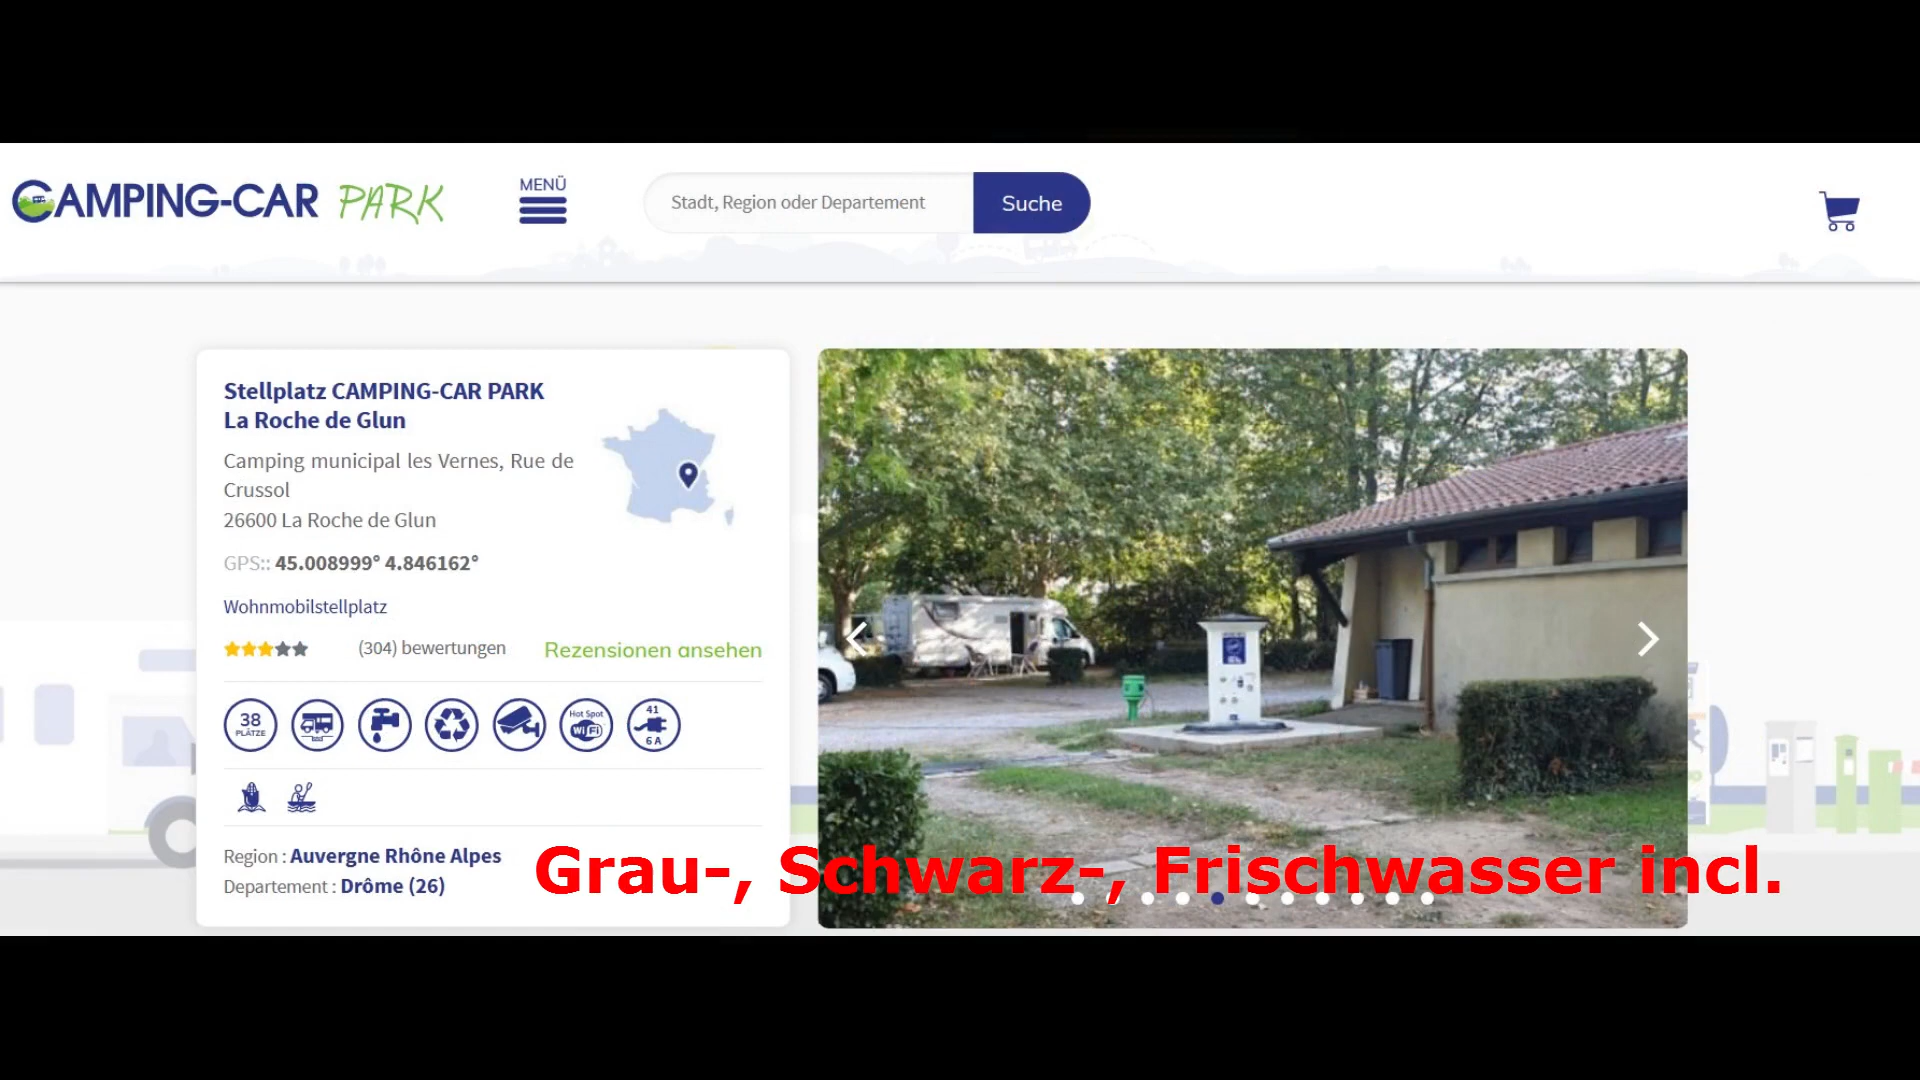 CAMPING-CAR PARK
MENÜ
Stadt, Region oder Departement
Suche
Stellplatz CAMPING-CAR PARK
La Roche de Glun
Camping municipal les Vernes, Rue de
Crussol
26600 La Roche de Glun
GPS:: 45.008999° 4.846162°
Wohnmobilstellplatz
(304) bewertungen
Rezensionen ansehen
38
PLÄTZE
Hot Spot
WiFi
41
6 A
Region : Auvergne Rhône Alpes
Departement : Drôme (26)
Grau-, Schwarz-, Frischwasser incl.